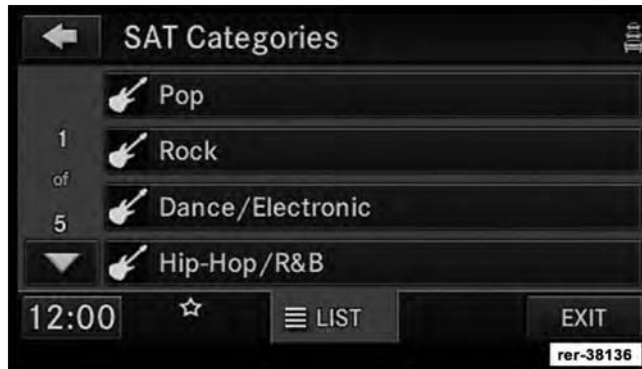 SAT Categories
Pop
1
Rock
of
Dance/Electronic
5
Hip-Hop/R&B
12:00
LIST
EXIT
rer-38136